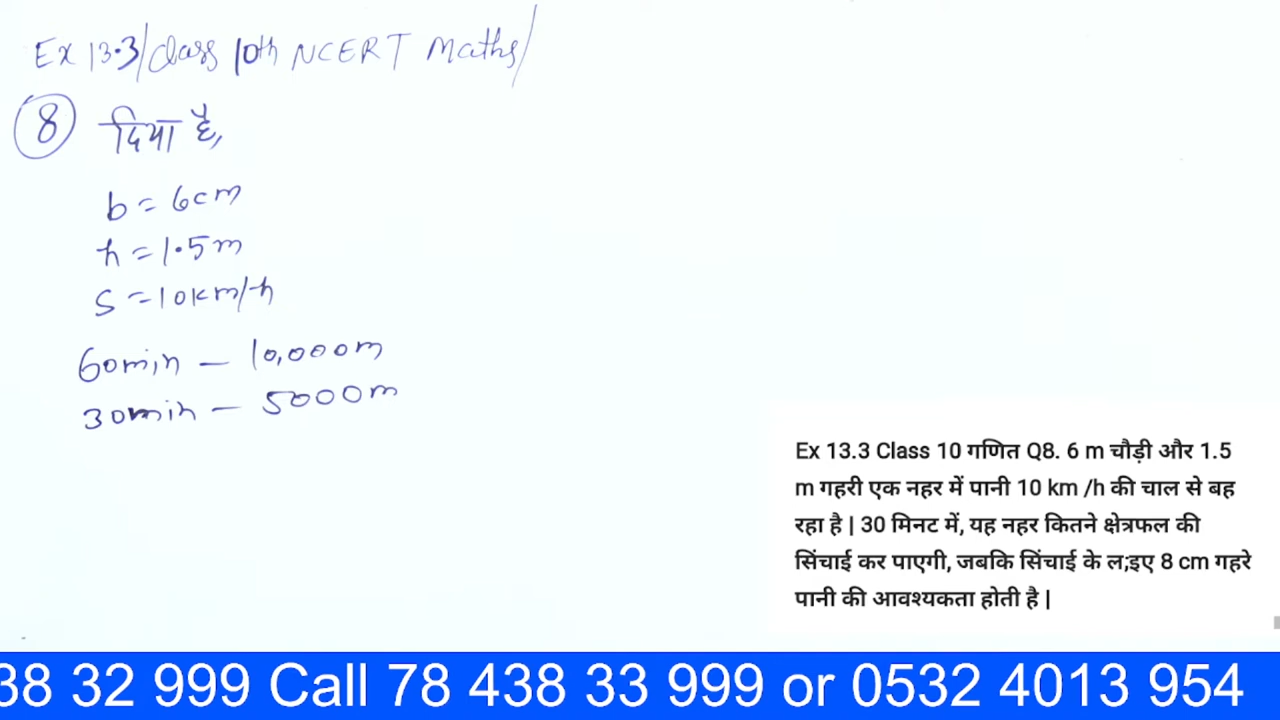 Ex 13.3/Class 10th NCERT Maths/
8 दिया है,
b = 6cm
h = 1.5m
S = 10km/h
60min — 10,000m
30min — 5000m
Ex 13.3 Class 10 गणित Q8. 6 m चौड़ी और 1.5
m गहरी एक नहर में पानी 10 km /h की चाल से बह
रहा है | 30 मिनट में, यह नहर कितने क्षेत्रफल की
सिंचाई कर पाएगी, जबकि सिंचाई के ल;इए 8 cm गहरे
पानी की आवश्यकता होती है |
38 32 999 Call 78 438 33 999 or 0532 4013 954